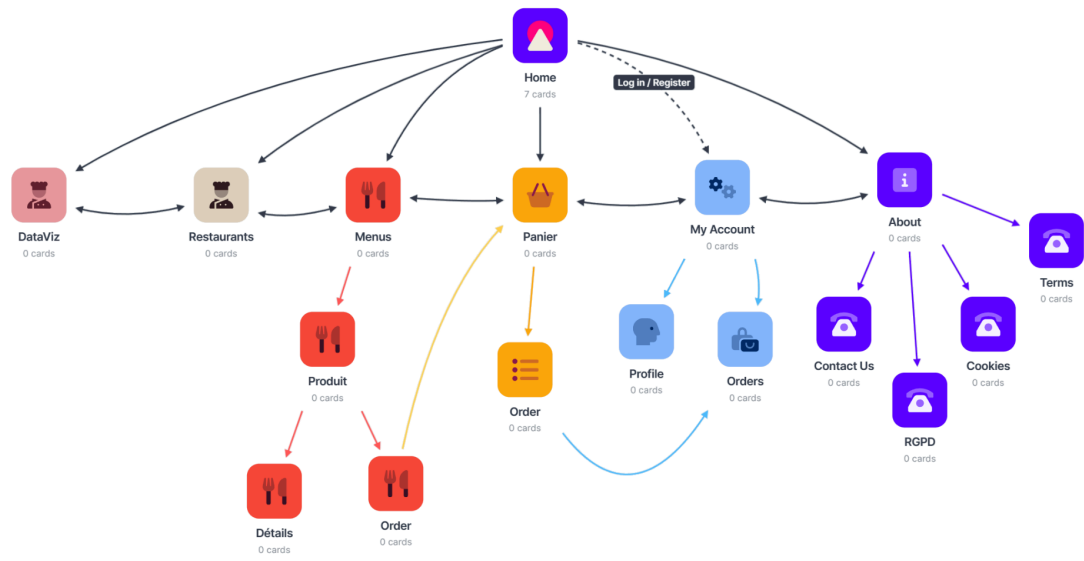 Home
7 cards
Log in / Register
DataViz
0 cards
Restaurants
0 cards
Menus
0 cards
Panier
0 cards
My Account
0 cards
About
0 cards
Terms
0 cards
Produit
0 cards
Order
0 cards
Profile
0 cards
Orders
0 cards
Contact Us
0 cards
Cookies
0 cards
RGPD
0 cards
Détails
0 cards
Order
0 cards